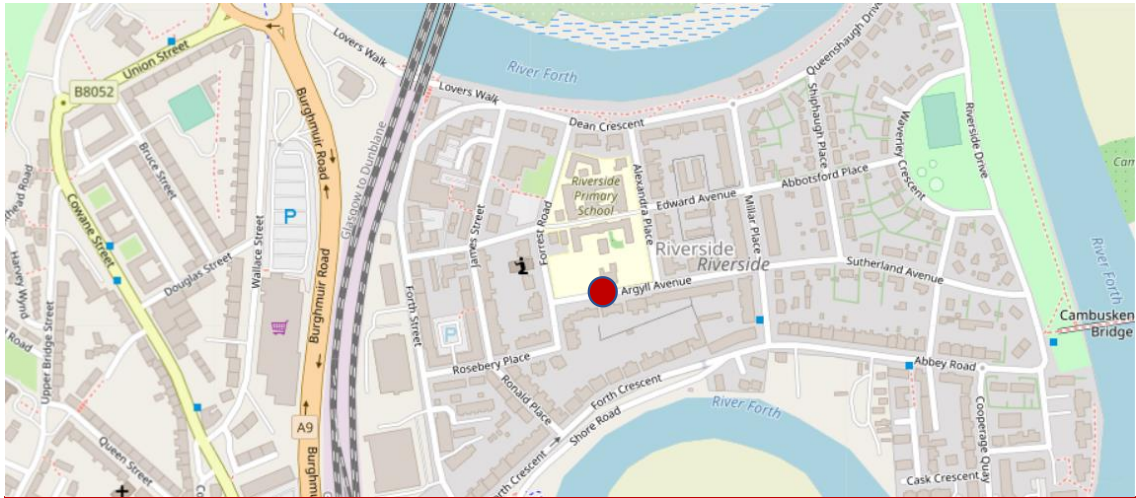 Union Street
B8052
Lovers Walk
Burghmuir Road
Glasgow to Dunblane
River Forth
Lovers Walk
Dean Crescent
Queenshaugh Drive
Shiphaugh Place
Waverley Crescent
Riverside Drive
Bruce Street
Cowane Street
Harvey Wynd
Upper Bridge Street
Douglas Street
Wallace Street
P
Burghmuir Road
Riverside
Primary
School
Alexandra Place
Edward Avenue
Abbotsford Place
Millar Place
Forrest Road
James Street
Riverside
Riverside
Sutherland Avenue
Argyll Avenue
River Forth
Cambusken
Bridge
Forth Street
P
Rosebery Place
Ronald Place
Forth Crescent
Shore Road
River Forth
Abbey Road
Cooperage Quay
Cask Crescent
A9
Queen Street